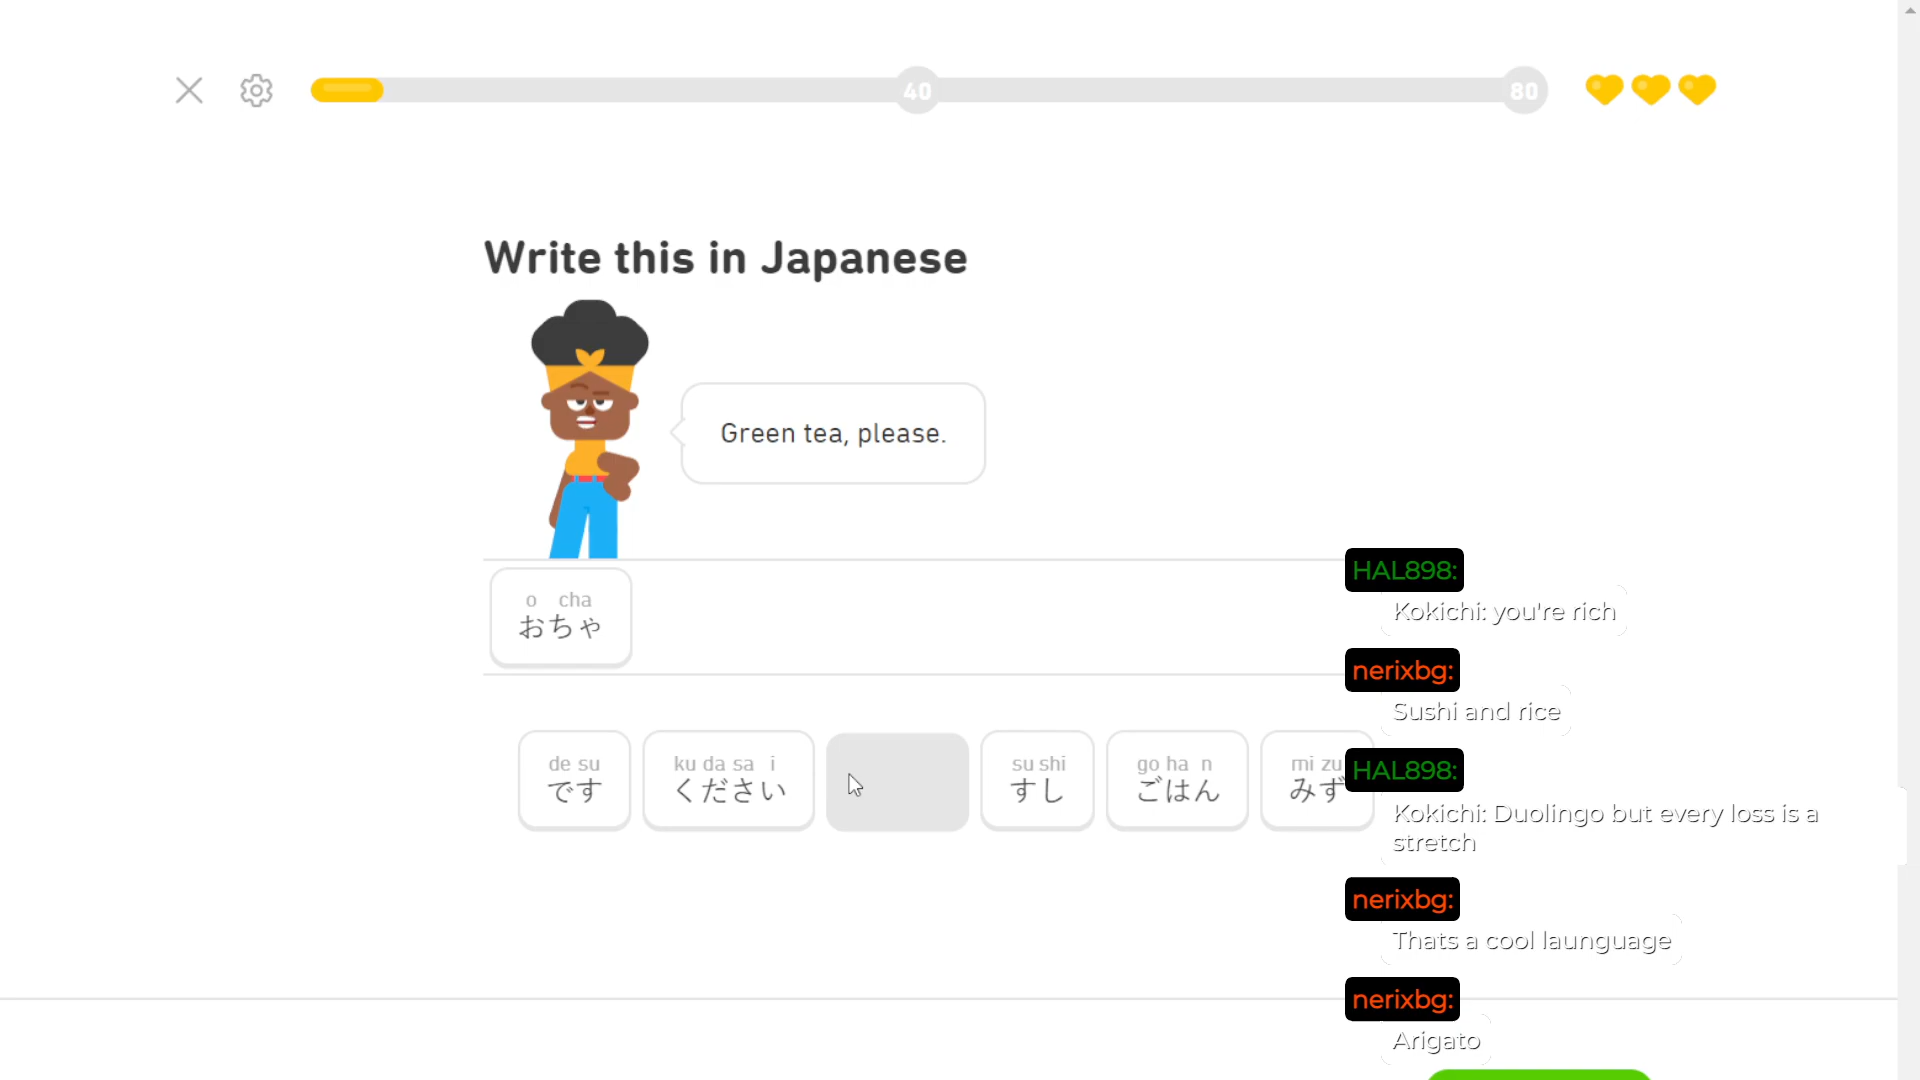 40
80
Write this in Japanese
Green tea, please.
o cha
おちゃ
de su
です
ku da sa i
ください
su shi
すし
go ha n
ごはん
mi zu
みず
HAL898:
Kokichi: you're rich
nerixbg:
Sushi and rice
HAL898:
Kokichi: Duolingo but every loss is a
stretch
nerixbg:
Thats a cool launguage
nerixbg:
Arigato